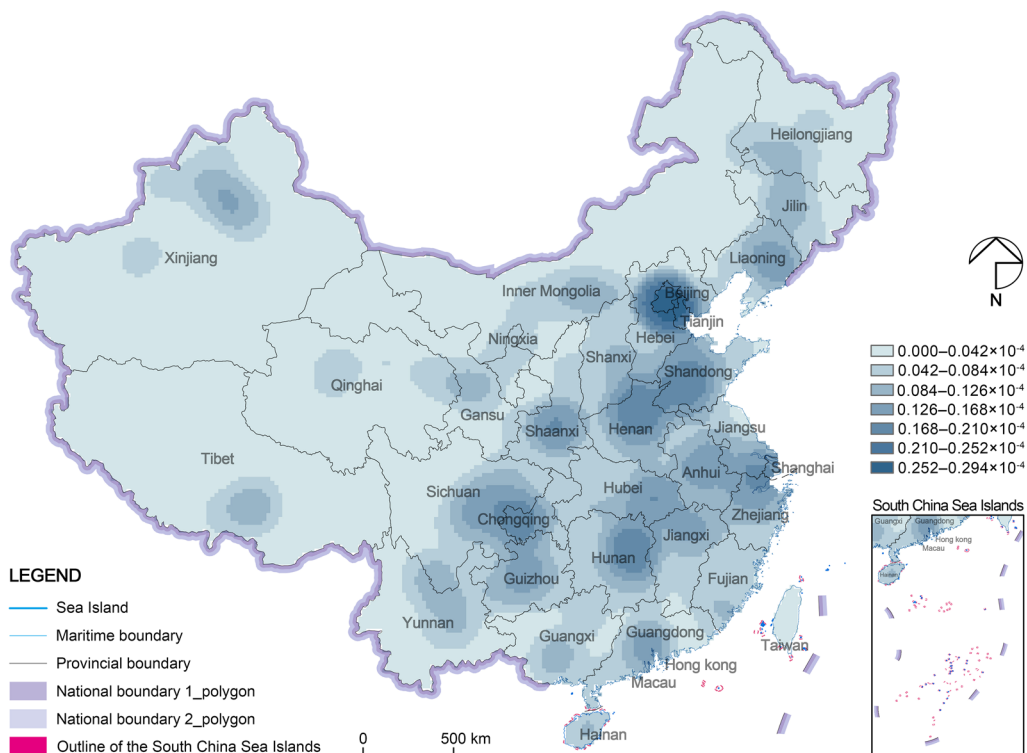 Heilongjiang
Jilin
Liaoning
Xinjiang
Inner Mongolia
Beijing
Tianjin
Ningxia
Hebei
Shanxi
Shandong
Qinghai
Gansu
Shaanxi
Henan
Jiangsu
Tibet
Anhui
Shanghai
Sichuan
Hubei
Chongqing
Zhejiang
Jiangxi
Hunan
Guizhou
Fujian
Yunnan
Guangxi
Guangdong
Taiwan
Hong kong
Macau
Hainan
N
0.000–0.042×10⁻⁴
0.042–0.084×10⁻⁴
0.084–0.126×10⁻⁴
0.126–0.168×10⁻⁴
0.168–0.210×10⁻⁴
0.210–0.252×10⁻⁴
0.252–0.294×10⁻⁴
South China Sea Islands
Guangxi
Guangdong
Hong kong
Macau
Hainan
LEGEND
Sea Island
Maritime boundary
Provincial boundary
National boundary 1_polygon
National boundary 2_polygon
Outline of the South China Sea Islands
0 500 km